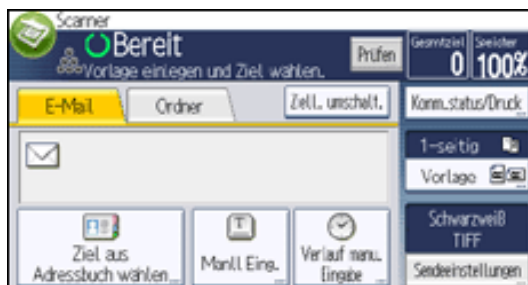 Scanner
Bereit
Vorlage einlegen und Ziel wählen.
Prüfen
Gesamtziel
0
Speicher
100%
E-Mail
Ordner
Zell. umschalt.
Komm.status/Druck
1-seitig
Vorlage
Ziel aus
Adressbuch wählen
Manll Eing.
Verlauf manu.
Eingabe
Schwarzweiß
TIFF
Sendeeinstellungen